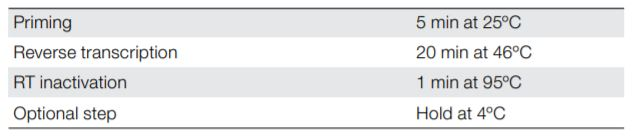 Priming 5 min at 25ºC
Reverse transcription 20 min at 46ºC
RT inactivation 1 min at 95ºC
Optional step Hold at 4ºC